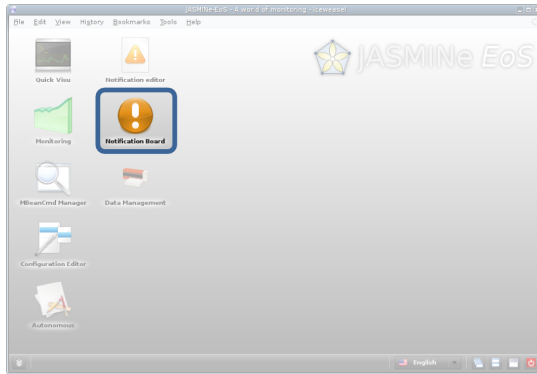 JASMINe-EoS - A world of monitoring - Iceweasel
File Edit View History Bookmarks Tools Help
JASMINe EoS
Quick View
Notification editor
Monitoring
Notification Board
MBeanCmd Manager
Data Management
Configuration Editor
Autonomous
English